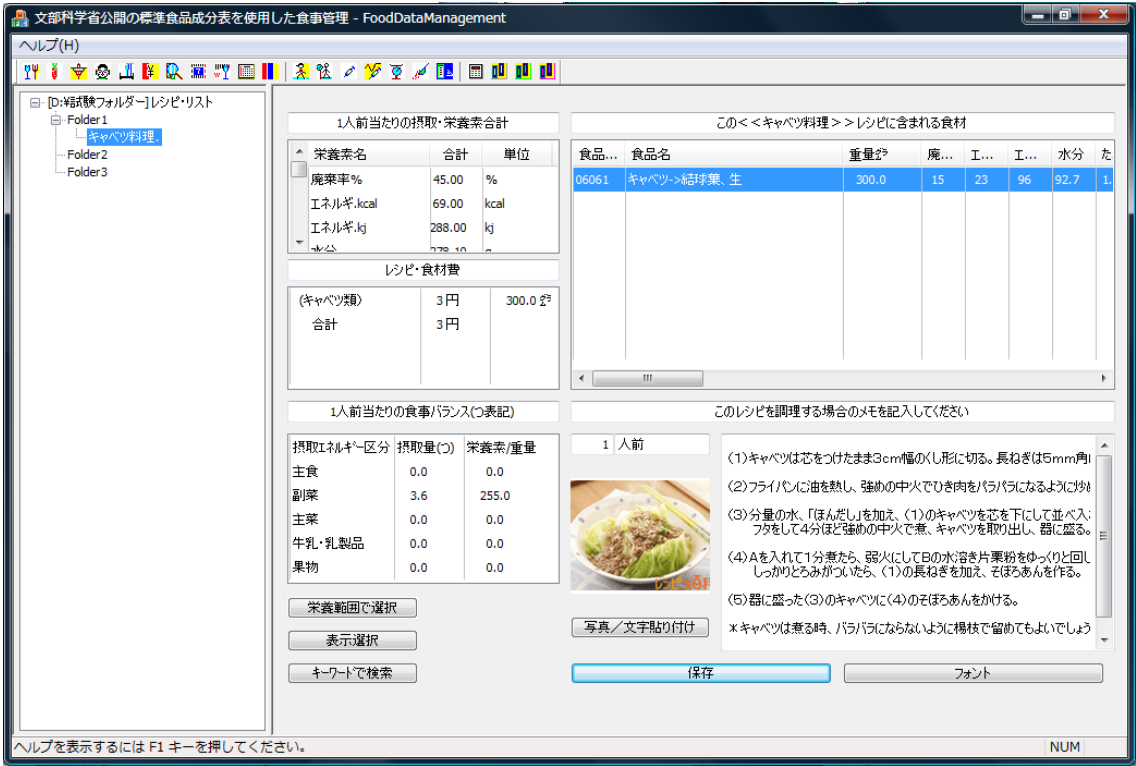 文部科学省公開の標準食品成分表を使用した食事管理 - FoodDataManagement
ヘルプ(H)
[D:¥試験フォルダー]レシピ・リスト
Folder1
キャベツ料理.
Folder2
Folder3
1人前当たりの摂取・栄養素合計
栄養素名 合計 単位
廃棄率% 45.00 %
エネルギ.kcal 69.00 kcal
エネルギ.kj 288.00 kj
水分 278.10 g
レシピ・食材費
(キャベツ類) 3円 300.0㌘
合計 3円
1人前当たりの食事バランス(つ表記)
摂取エネルギー区分 摂取量(つ) 栄養素/重量
主食 0.0 0.0
副菜 3.6 255.0
主菜 0.0 0.0
牛乳・乳製品 0.0 0.0
果物 0.0 0.0
栄養範囲で選択
表示選択
キーワードで検索
この<<キャベツ料理>>レシピに含まれる食材
食品... 食品名 重量㌘ 廃... エ... エ... 水分 た
06061 キャベツ->結球葉、生 300.0 15 23 96 92.7 1.
このレシピを調理する場合のメモを記入してください
1 人前
レシピ大百科
写真/文字貼り付け
(1)キャベツは芯をつけたまま3cm幅のくし形に切る。長ねぎは5mm角
(2)フライパンに油を熱し、強めの中火でひき肉をパラパラになるように炒
(3)分量の水、「ほんだし」を加え、(1)のキャベツを芯を下にして並べ入
フタをして4分ほど強めの中火で煮、キャベツを取り出し、器に盛る。
(4)Aを入れて1分煮たら、弱火にしてBの水溶き片栗粉をゆっくりと回し
しっかりとろみがついたら、(1)の長ねぎを加え、そぼろあんを作る。
(5)器に盛った(3)のキャベツに(4)のそぼろあんをかける。
*キャベツは煮る時、バラバラにならないように楊枝で留めてもよいでしょう
保存
フォント
ヘルプを表示するには F1 キーを押してください。
NUM